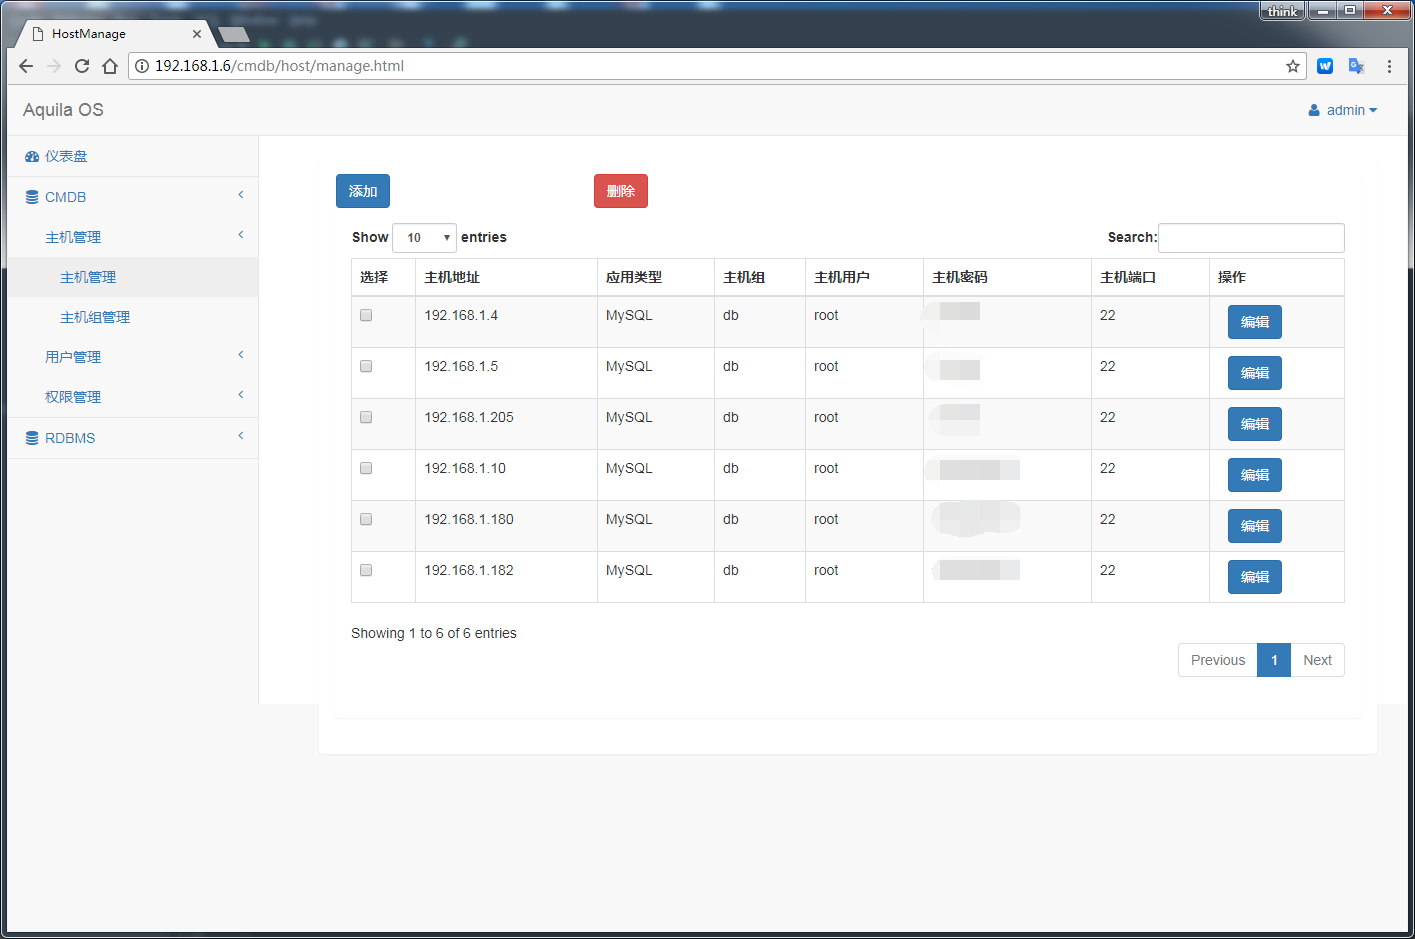 think
HostManage
192.168.1.6/cmdb/host/manage.html
Aquila OS
admin
仪表盘
CMDB
主机管理
主机管理
主机组管理
用户管理
权限管理
RDBMS
添加 删除
Show 10 entries Search:
选择 主机地址 应用类型 主机组 主机用户 主机密码 主机端口 操作
192.168.1.4 MySQL db root 22 编辑
192.168.1.5 MySQL db root 22 编辑
192.168.1.205 MySQL db root 22 编辑
192.168.1.10 MySQL db root 22 编辑
192.168.1.180 MySQL db root 22 编辑
192.168.1.182 MySQL db root 22 编辑
Showing 1 to 6 of 6 entries
Previous 1 Next